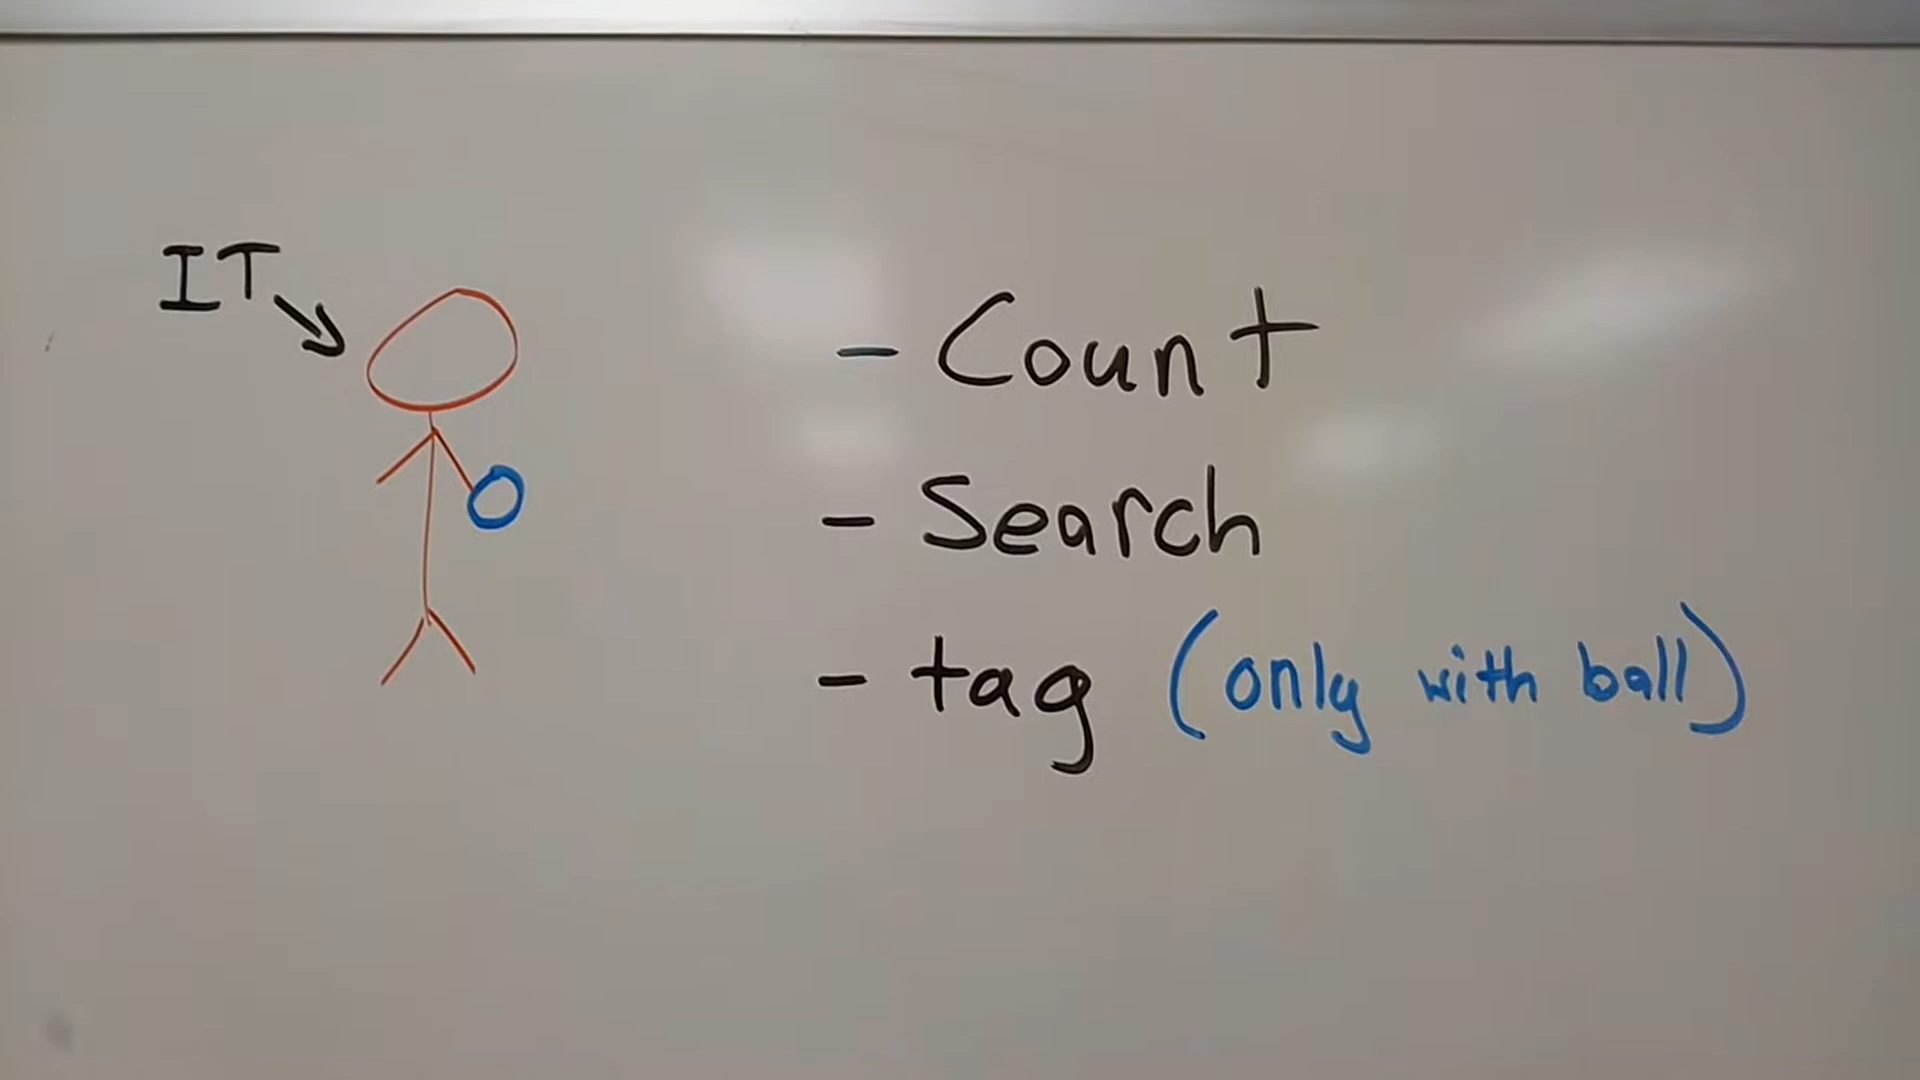 IT
- Count
- Search
- tag (only with ball)